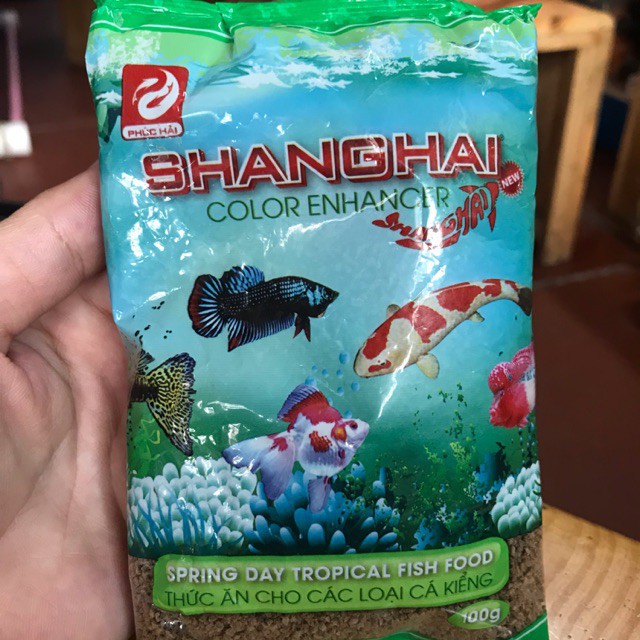 PHÚC HẢI
SHANGHAI
COLOR ENHANCER
SHANGHAI
NEW
SPRING DAY TROPICAL FISH FOOD
THỨC ĂN CHO CÁC LOẠI CÁ KIỂNG
100g